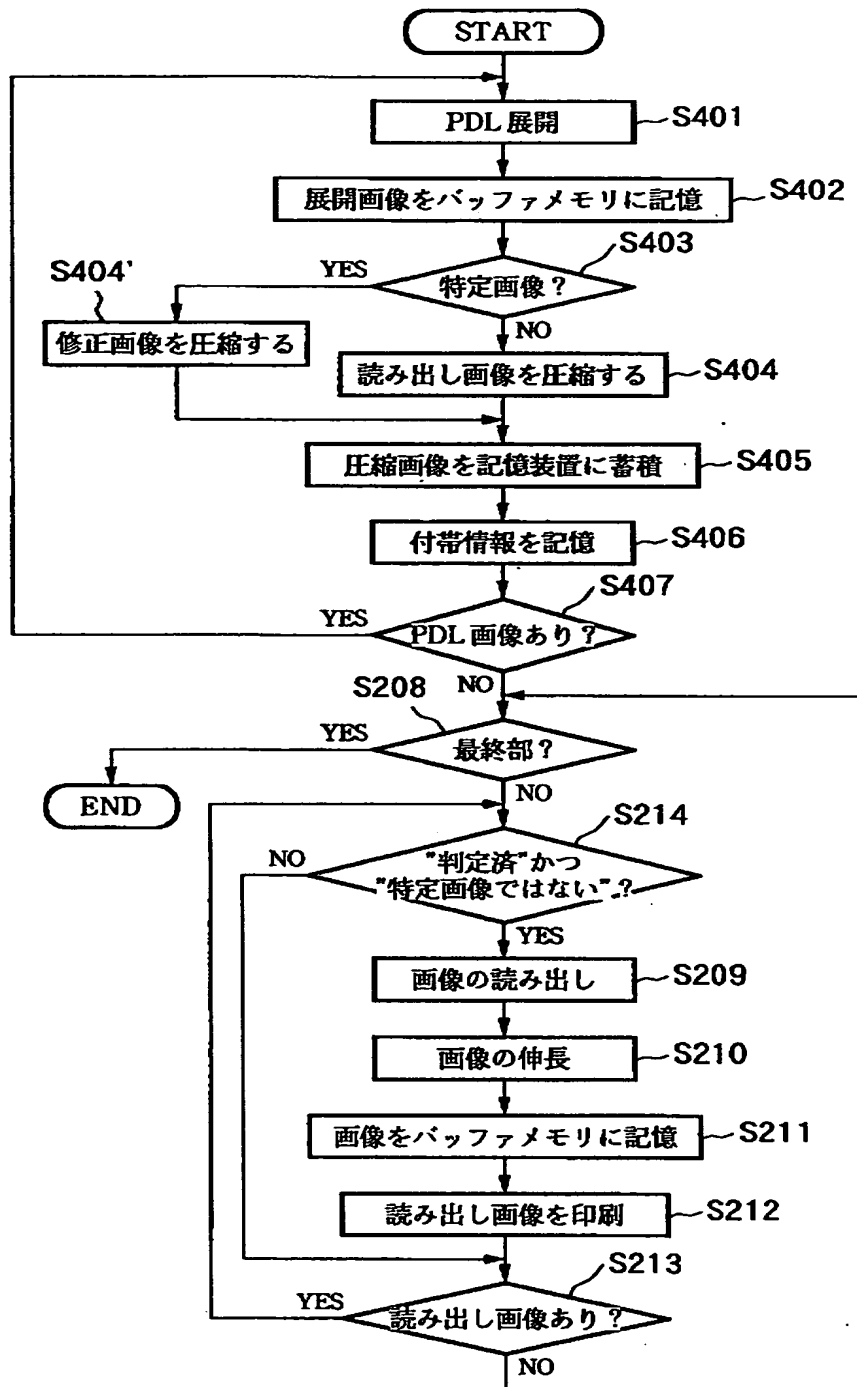 START
PDL 展開
S401
展開画像をバッファメモリに記憶
S402
S403
特定画像？
YES
NO
S404'
修正画像を圧縮する
読み出し画像を圧縮する
S404
圧縮画像を記憶装置に蓄積
S405
付帯情報を記憶
S406
S407
YES
PDL 画像あり？
NO
S208
YES
最終部？
END
NO
S214
NO
"判定済"かつ
"特定画像ではない"？
YES
画像の読み出し
S209
画像の伸長
S210
画像をバッファメモリに記憶
S211
読み出し画像を印刷
S212
S213
YES
読み出し画像あり？
NO